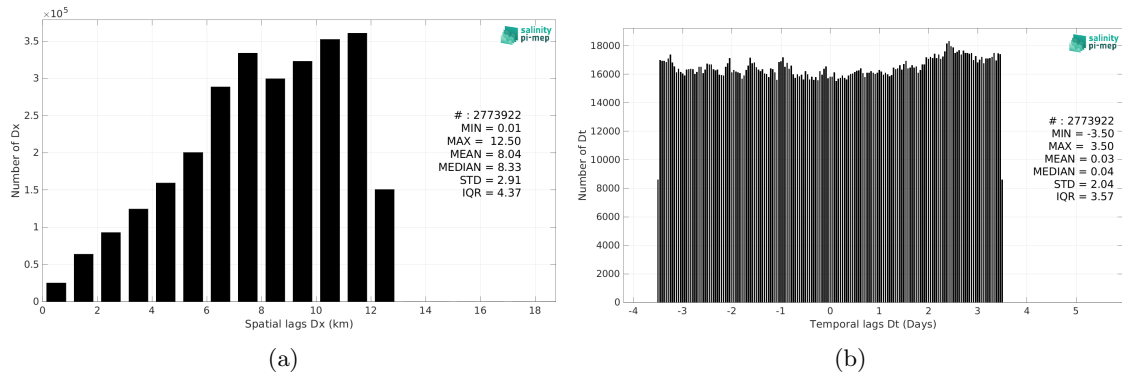 ×10^5
3.5
3
2.5
2
1.5
1
0.5
0
0 2 4 6 8 10 12 14 16 18
Number of Dx
Spatial lags Dx (km)
salinity
pi-mep
# : 2773922
MIN = 0.01
MAX = 12.50
MEAN = 8.04
MEDIAN = 8.33
STD = 2.91
IQR = 4.37
(a)
18000
16000
14000
12000
10000
8000
6000
4000
2000
0
-4 -3 -2 -1 0 1 2 3 4 5
Number of Dt
Temporal lags Dt (Days)
salinity
pi-mep
# : 2773922
MIN = -3.50
MAX = 3.50
MEAN = 0.03
MEDIAN = 0.04
STD = 2.04
IQR = 3.57
(b)